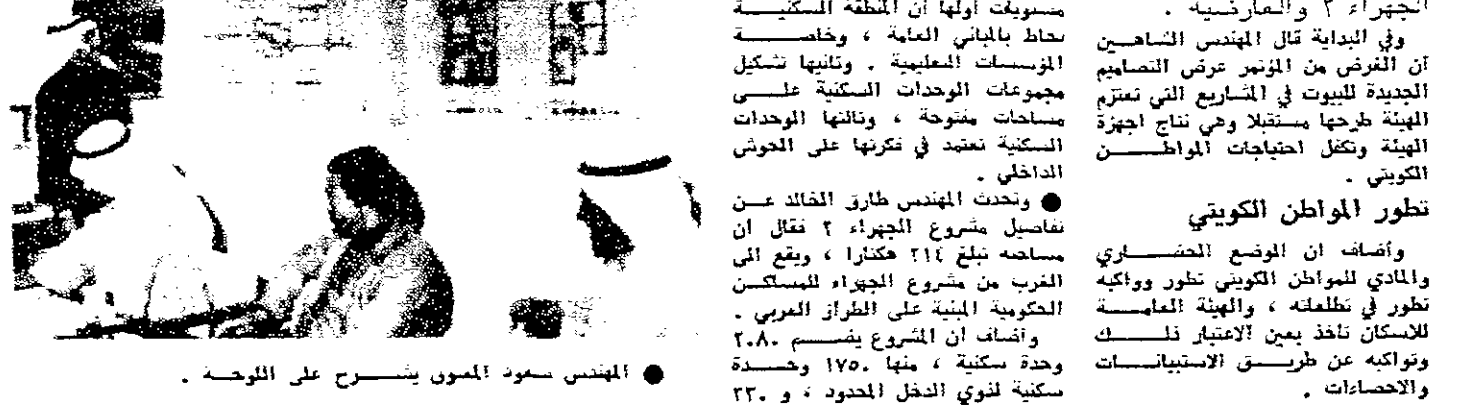 الجهراء ٢ والعارضيه .
وفي البداية قال المهندس الشاهين
أن الغرض من المؤتمر عرض التصاميم
الجديدة للبيوت في المشاريع التي تعتزم
الهيئة طرحها مستقبلا وهي نتاج اجهزة
الهيئة وتكفل احتياجات المواطن
الكويتي .
تطور المواطن الكويتي
وأضاف ان الوضع الحضاري
والمادي للمواطن الكويتي تطور وواكبه
تطور في تطلعاته ، والهيئة العامة
للاسكان تأخذ بعين الاعتبار ذلك
وتواكبه عن طريق الاستبيانات
والاحصاءات .
مستويات أولها أن المنطقة السكنية
تحاط بالمباني العامة ، وخاصة
المؤسسات التعليمية . وثانيها تشكيل
مجموعات الوحدات السكنية على
مساحات مفتوحة ، وثالثها الوحدات
السكنية تعتمد في فكرتها على الحوش
الداخلي .
● وتحدث المهندس طارق الخالد عن
تفاصيل مشروع الجهراء ٢ فقال ان
مساحته تبلغ ٢١٤ هكتارا ، ويقع الى
الغرب من مشروع الجهراء للمساكن
الحكومية المبنية على الطراز العربي .
وأضاف أن المشروع يضم ٢٠٨٠
وحدة سكنية ، منها ١٧٥٠ وحدة
سكنية لذوي الدخل المحدود ، و ٣٣٠
● المهندس سعود يشرح على اللوحة .